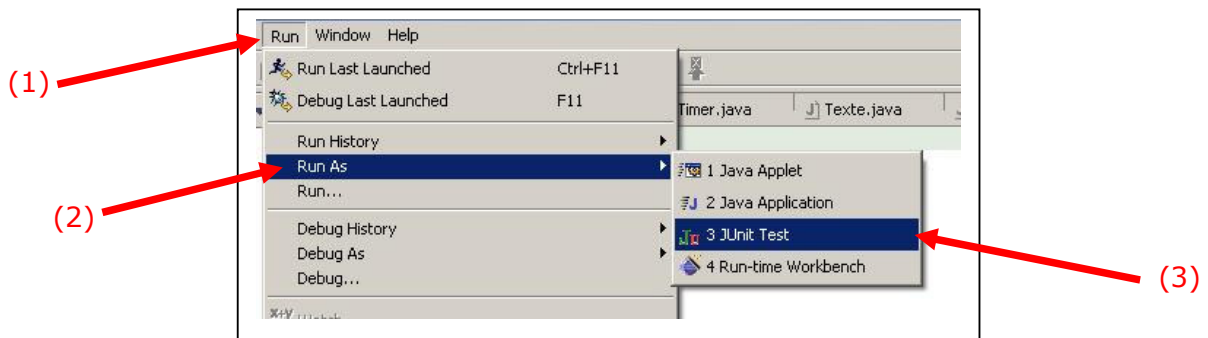 Run Window Help
(1)
Run Last Launched Ctrl+F11
Debug Last Launched F11
Timer.java Texte.java
Run History
Run As
1 Java Applet
Run...
2 Java Application
(2)
Debug History
3 JUnit Test
Debug As
4 Run-time Workbench
(3)
Debug...